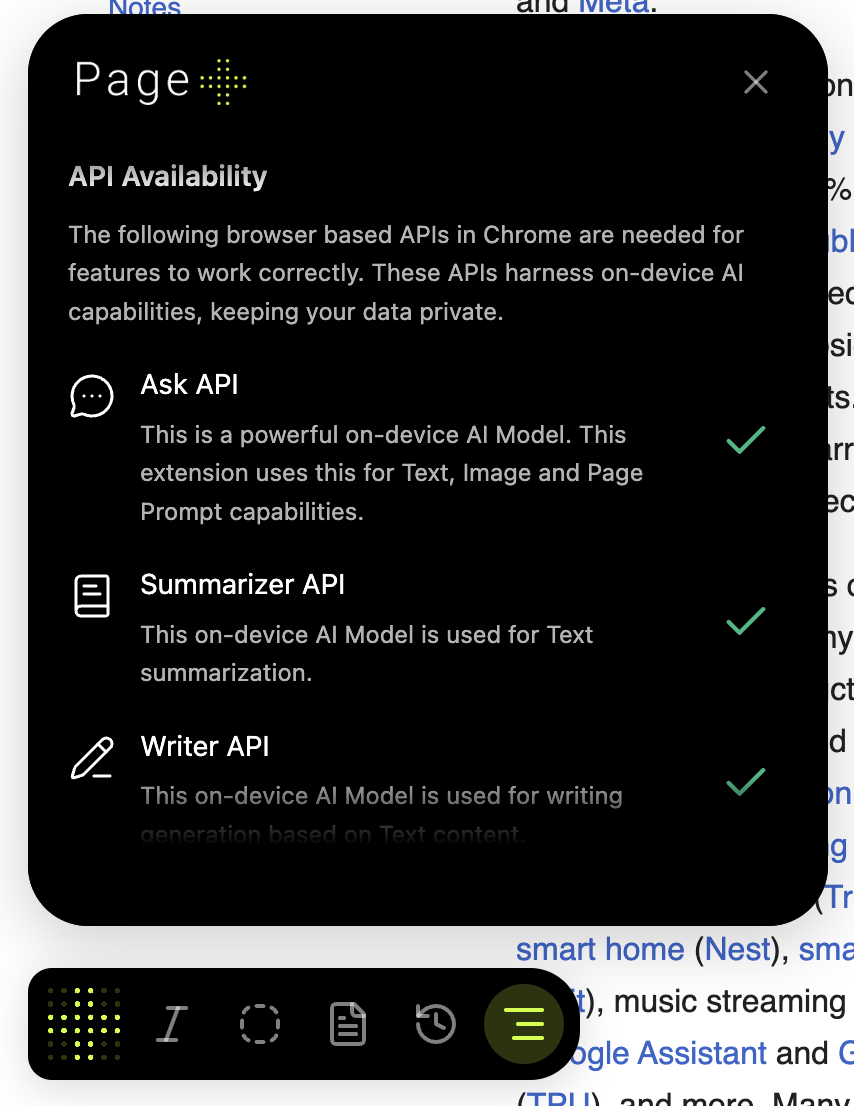 Notes
and Meta.
Page
API Availability
The following browser based APIs in Chrome are needed for
features to work correctly. These APIs harness on-device AI
capabilities, keeping your data private.
Ask API
This is a powerful on-device AI Model. This
extension uses this for Text, Image and Page
Prompt capabilities.
Summarizer API
This on-device AI Model is used for Text
summarization.
Writer API
This on-device AI Model is used for writing
generation based on Text content.
smart home (Nest),
music streaming
Assistant and
(TPU), and more. Many